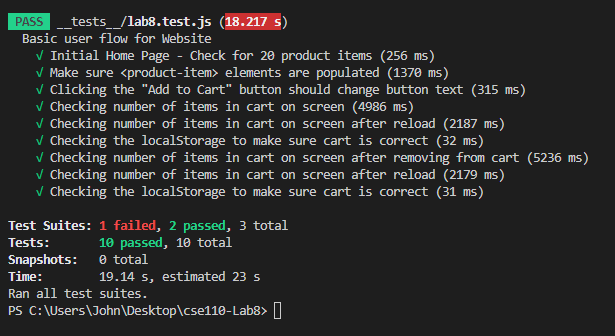 PASS __tests__/lab8.test.js (18.217 s)
Basic user flow for Website
√ Initial Home Page - Check for 20 product items (256 ms)
√ Make sure <product-item> elements are populated (1370 ms)
√ Clicking the "Add to Cart" button should change button text (315 ms)
√ Checking number of items in cart on screen (4986 ms)
√ Checking number of items in cart on screen after reload (2187 ms)
√ Checking the localStorage to make sure cart is correct (32 ms)
√ Checking number of items in cart on screen after removing from cart (5236 ms)
√ Checking number of items in cart on screen after reload (2179 ms)
√ Checking the localStorage to make sure cart is correct (31 ms)
Test Suites: 1 failed, 2 passed, 3 total
Tests: 10 passed, 10 total
Snapshots: 0 total
Time: 19.14 s, estimated 23 s
Ran all test suites.
PS C:\Users\John\Desktop\cse110-Lab8>